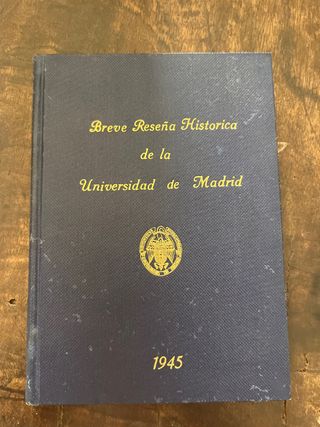 Breve Reseña Historica
de la
Universidad de Madrid
1945